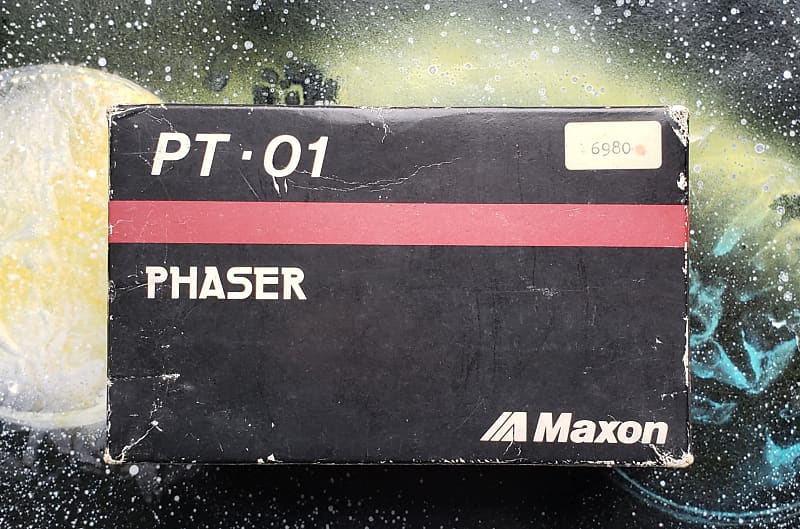 PT·01
6980
PHASER
Maxon